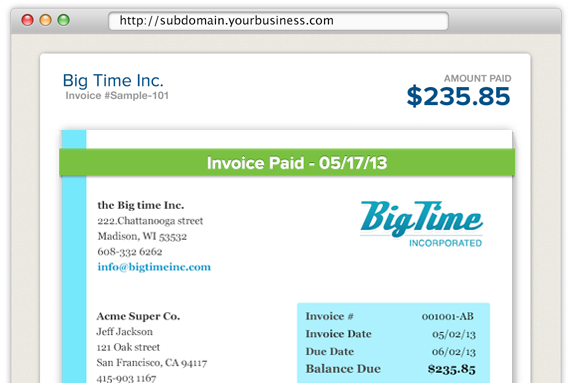 http://subdomain.yourbusiness.com
Big Time Inc.
Invoice #Sample-101
AMOUNT PAID
$235.85
Invoice Paid - 05/17/13
the Big time Inc.
222.Chattanooga street
Madison, WI 53532
608-332 6262
info@bigtimeinc.com
BigTime
INCORPORATED
Acme Super Co.
Jeff Jackson
121 Oak street
San Francisco, CA 94117
415-903 1167
Invoice # 001001-AB
Invoice Date 05/02/13
Due Date 06/02/13
Balance Due $235.85